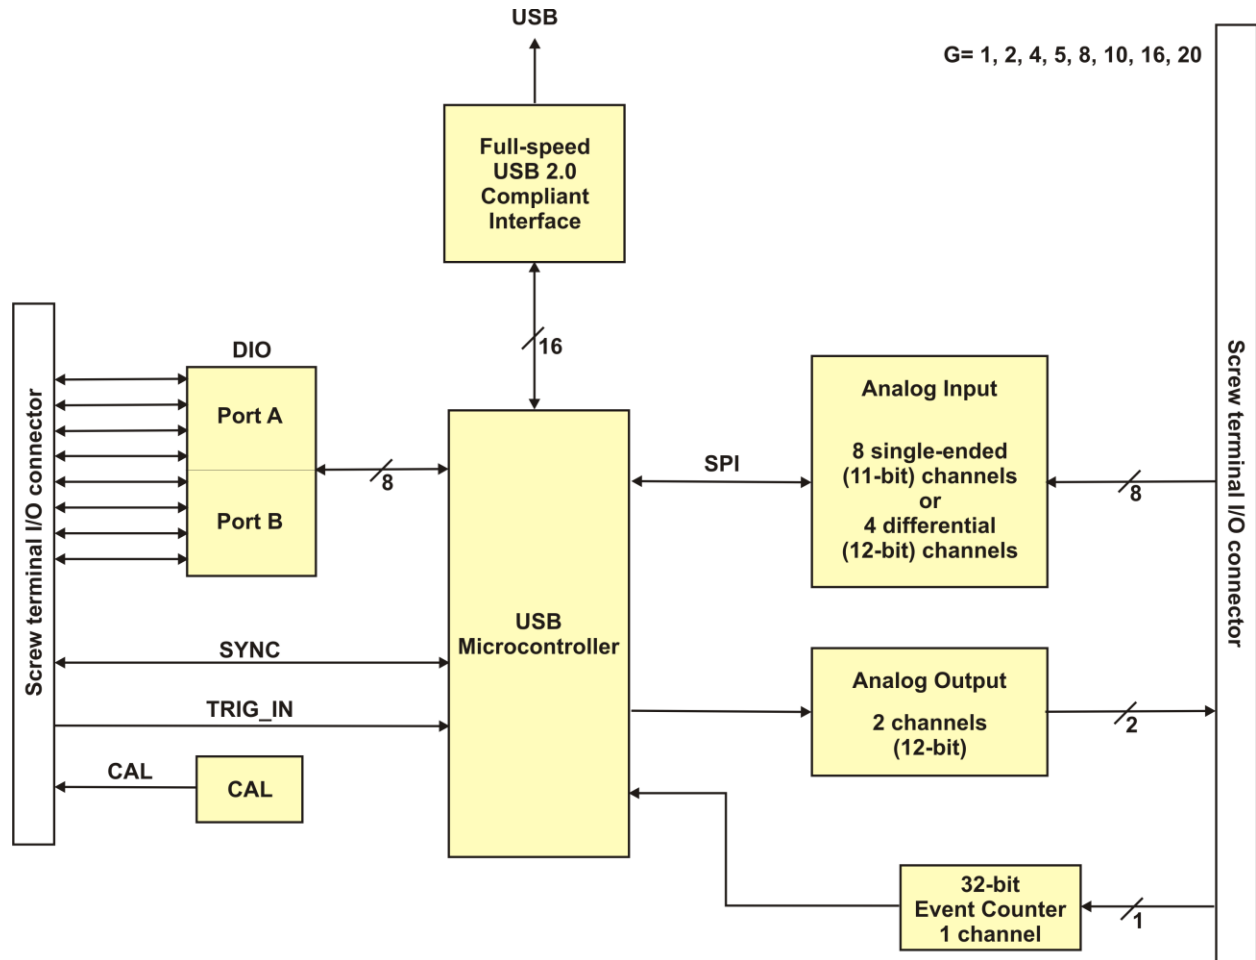 USB
G= 1, 2, 4, 5, 8, 10, 16, 20
Full-speed
USB 2.0
Compliant
Interface
16
DIO
Port A
Port B
8
Screw terminal I/O connector
SYNC
TRIG_IN
CAL
CAL
USB
Microcontroller
SPI
Analog Input
8 single-ended
(11-bit) channels
or
4 differential
(12-bit) channels
8
Analog Output
2 channels
(12-bit)
2
32-bit
Event Counter
1 channel
1
Screw terminal I/O connector